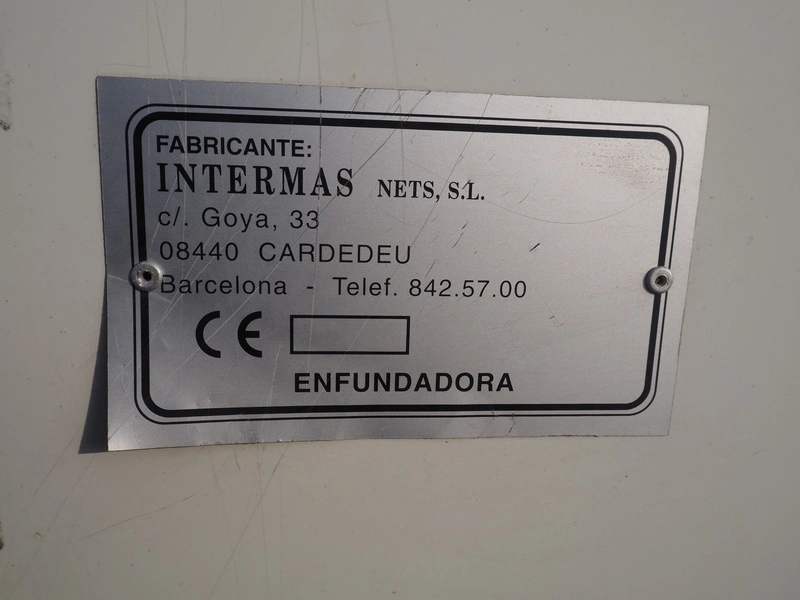 FABRICANTE:
INTERMAS NETS, S.L.
c/. Goya, 33
08440 CARDEDEU
Barcelona - Telef. 842.57.00
CE
ENFUNDADORA